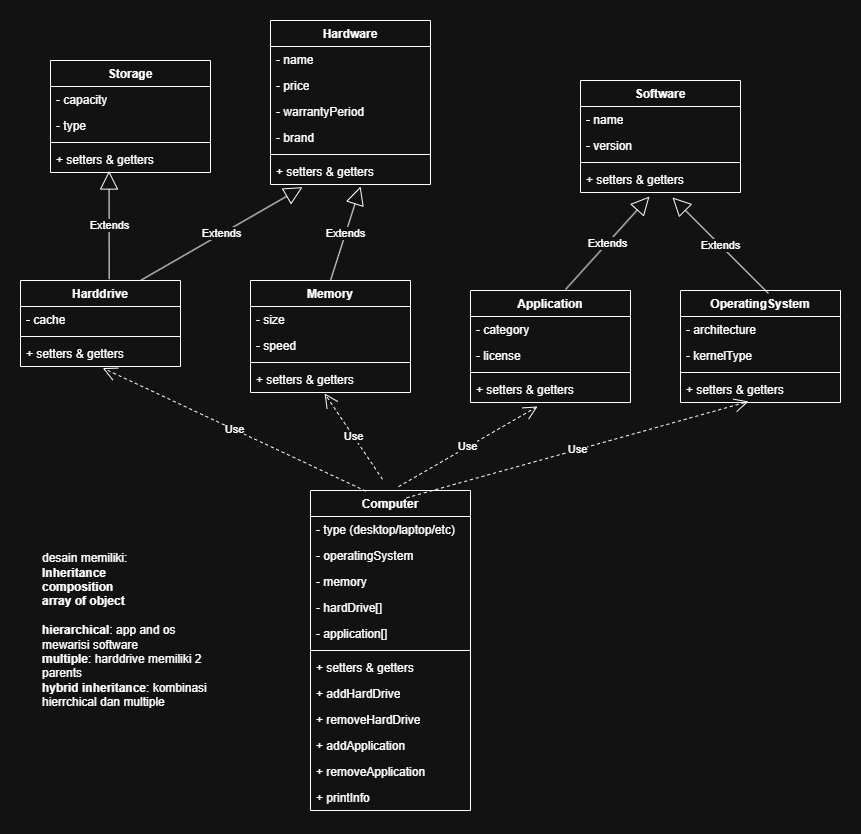 Hardware
- name
- price
- warrantyPeriod
- brand
+ setters & getters
Storage
- capacity
- type
+ setters & getters
Software
- name
- version
+ setters & getters
Extends
Extends
Extends
Extends
Extends
Harddrive
- cache
+ setters & getters
Memory
- size
- speed
+ setters & getters
Application
- category
- license
+ setters & getters
OperatingSystem
- architecture
- kernelType
+ setters & getters
Use
Use
Use
Use
Computer
- type (desktop/laptop/etc)
- operatingSystem
- memory
- hardDrive[]
- application[]
+ setters & getters
+ addHardDrive
+ removeHardDrive
+ addApplication
+ removeApplication
+ printInfo
desain memiliki:
Inheritance
composition
array of object
hierarchical: app and os
mewarisi software
multiple: harddrive memiliki 2
parents
hybrid inheritance: kombinasi
hierrchical dan multiple